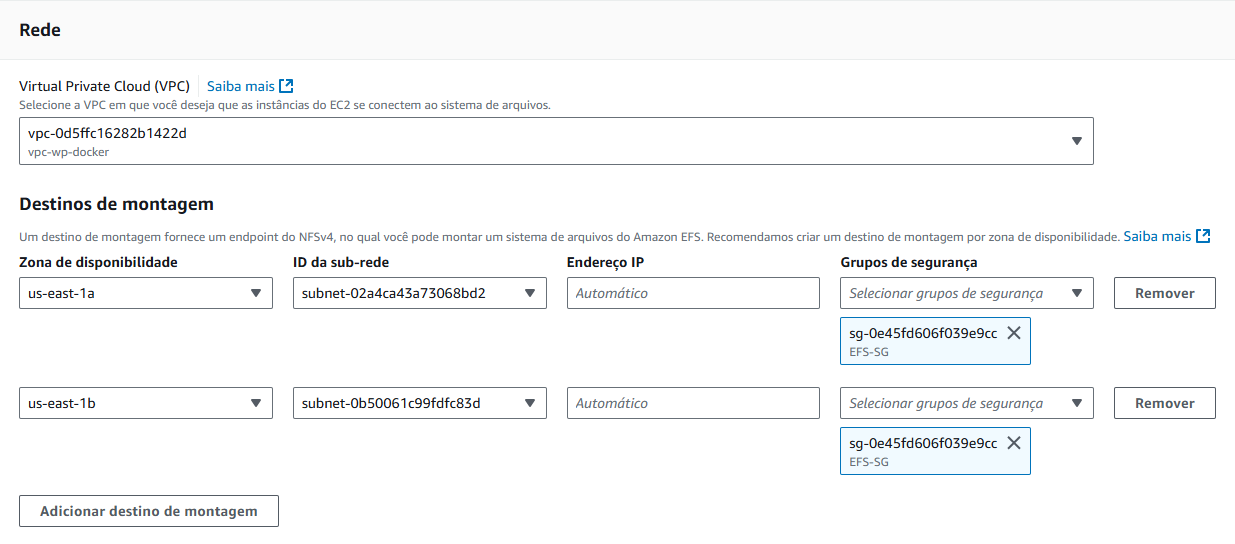 Rede
Virtual Private Cloud (VPC) Saiba mais
Selecione a VPC em que você deseja que as instâncias do EC2 se conectem ao sistema de arquivos.
vpc-0d5ffc16282b1422d
vpc-wp-docker
Destinos de montagem
Um destino de montagem fornece um endpoint do NFSv4, no qual você pode montar um sistema de arquivos do Amazon EFS. Recomendamos criar um destino de montagem por zona de disponibilidade. Saiba mais
Zona de disponibilidade ID da sub-rede Endereço IP Grupos de segurança
us-east-1a subnet-02a4ca43a73068bd2 Automático Selecionar grupos de segurança Remover
sg-0e45fd606f039e9cc
EFS-SG
us-east-1b subnet-0b50061c99fdfc83d Automático Selecionar grupos de segurança Remover
sg-0e45fd606f039e9cc
EFS-SG
Adicionar destino de montagem